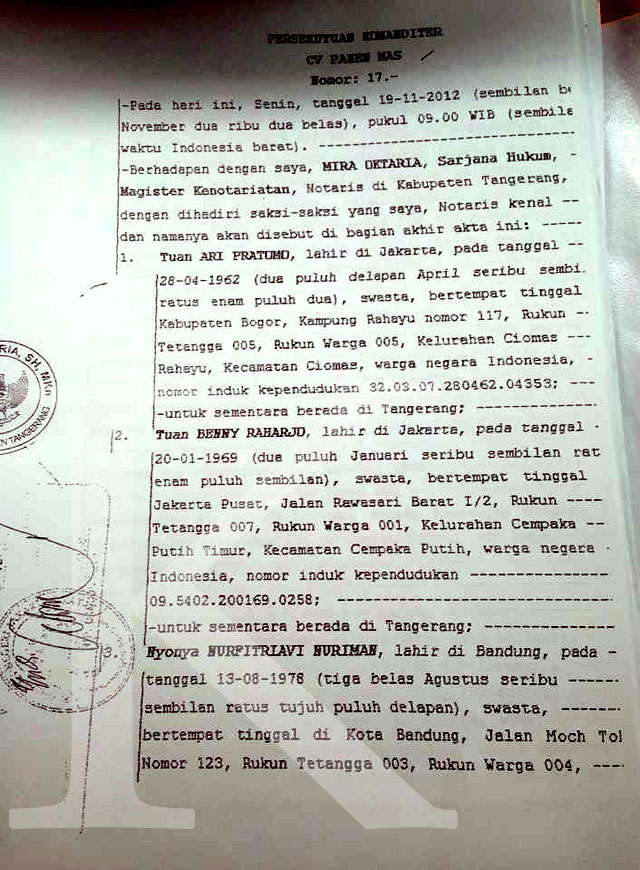 PERSEKUTUAN KOMANDITER
CV PANEN MAS
Nomor: 17.-
-Pada hari ini, Senin, tanggal 19-11-2012 (sembilan be
November dua ribu dua belas), pukul 09.00 WIB (sembila
waktu Indonesia barat). ------------------------------
-Berhadapan dengan saya, MIRA OKTARIA, Sarjana Hukum, -
Magister Kenotariatan, Notaris di Kabupaten Tangerang,
dengan dihadiri saksi-saksi yang saya, Notaris kenal --
dan namanya akan disebut di bagian akhir akta ini: -----
1. Tuan ARI PRATOMO, lahir di Jakarta, pada tanggal --
28-04-1962 (dua puluh delapan April seribu sembi.
ratus enam puluh dua), swasta, bertempat tinggal
Kabupaten Bogor, Kampung Rahayu nomor 117, Rukun -
Tetangga 005, Rukun Warga 005, Kelurahan Ciomas ---
Rahayu, Kecamatan Ciomas, warga negara Indonesia, -
nomor induk kependudukan 32.03.07.280462.04353; ---
-untuk sementara berada di Tangerang; -------------
2. Tuan BENNY RAHARJO, lahir di Jakarta, pada tanggal -
20-01-1969 (dua puluh Januari seribu sembilan rat
enam puluh sembilan), swasta, bertempat tinggal
Jakarta Pusat, Jalan Rawasari Barat I/2, Rukun ----
Tetangga 007, Rukun Warga 001, Kelurahan Cempaka --
Putih Timur, Kecamatan Cempaka Putih, warga negara -
Indonesia, nomor induk kependudukan ---------------
09.5402.200169.0258; -----------------------------
-untuk sementara berada di Tangerang; -------------
3. Nyonya NURFITRIAVI NURIMAN, lahir di Bandung, pada -
tanggal 13-08-1978 (tiga belas Agustus seribu ------
sembilan ratus tujuh puluh delapan), swasta, -------
bertempat tinggal di Kota Bandung, Jalan Moch Tol
Nomor 123, Rukun Tetangga 003, Rukun Warga 004, ----
RIA, SH, MKn
TANGERANG